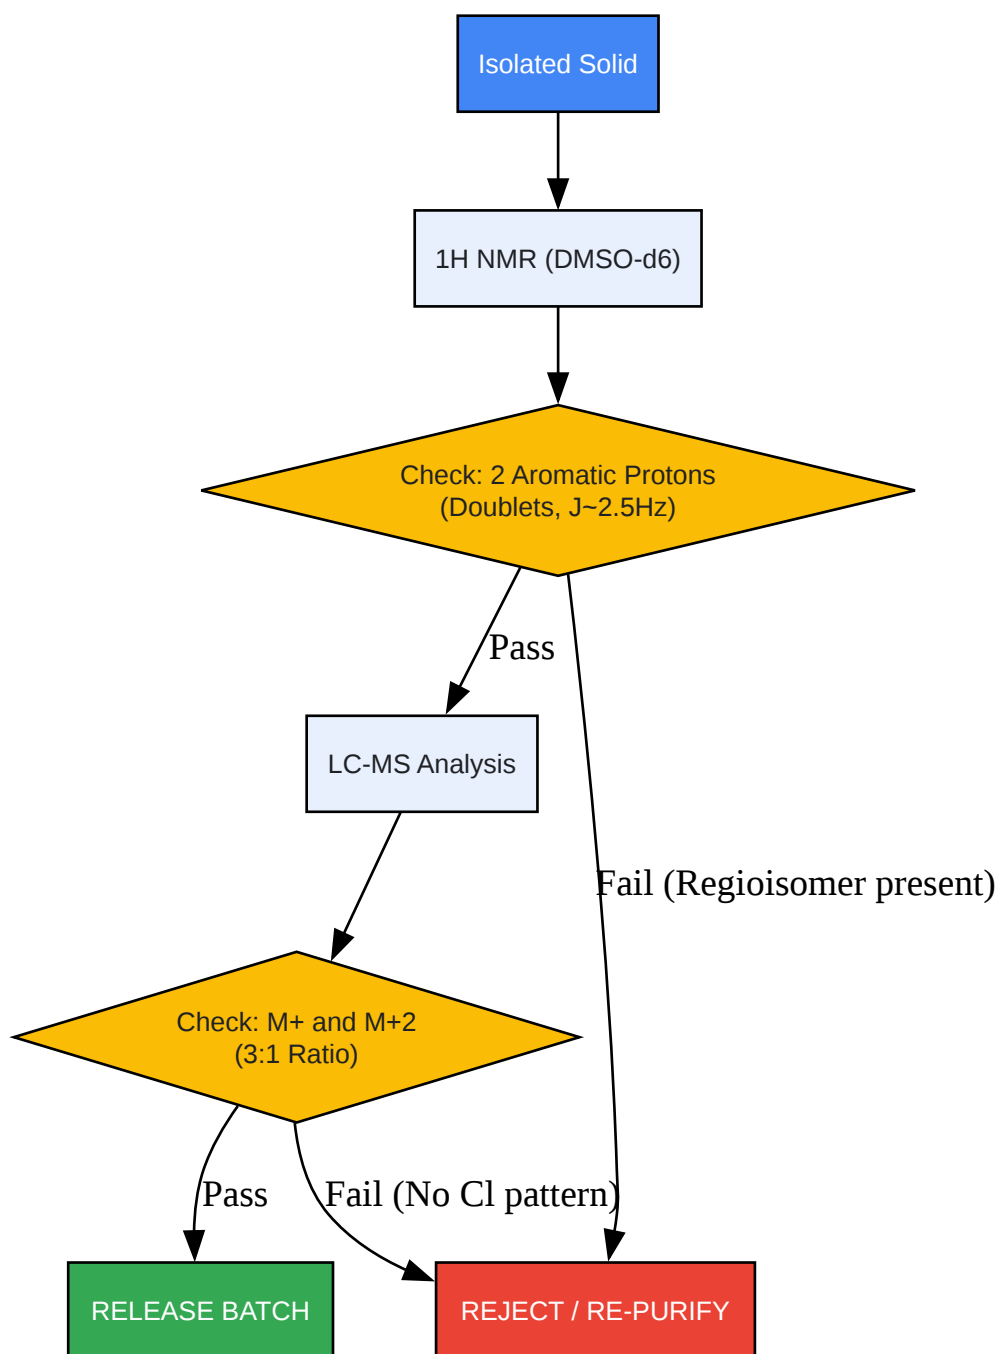 Isolated Solid
1H NMR (DMSO-d6)
Check: 2 Aromatic Protons
(Doublets, J~2.5Hz)
Pass
LC-MS Analysis
Fail (Regioisomer present)
Check: M+ and M+2
(3:1 Ratio)
Pass
Fail (No Cl pattern)
RELEASE BATCH
REJECT / RE-PURIFY